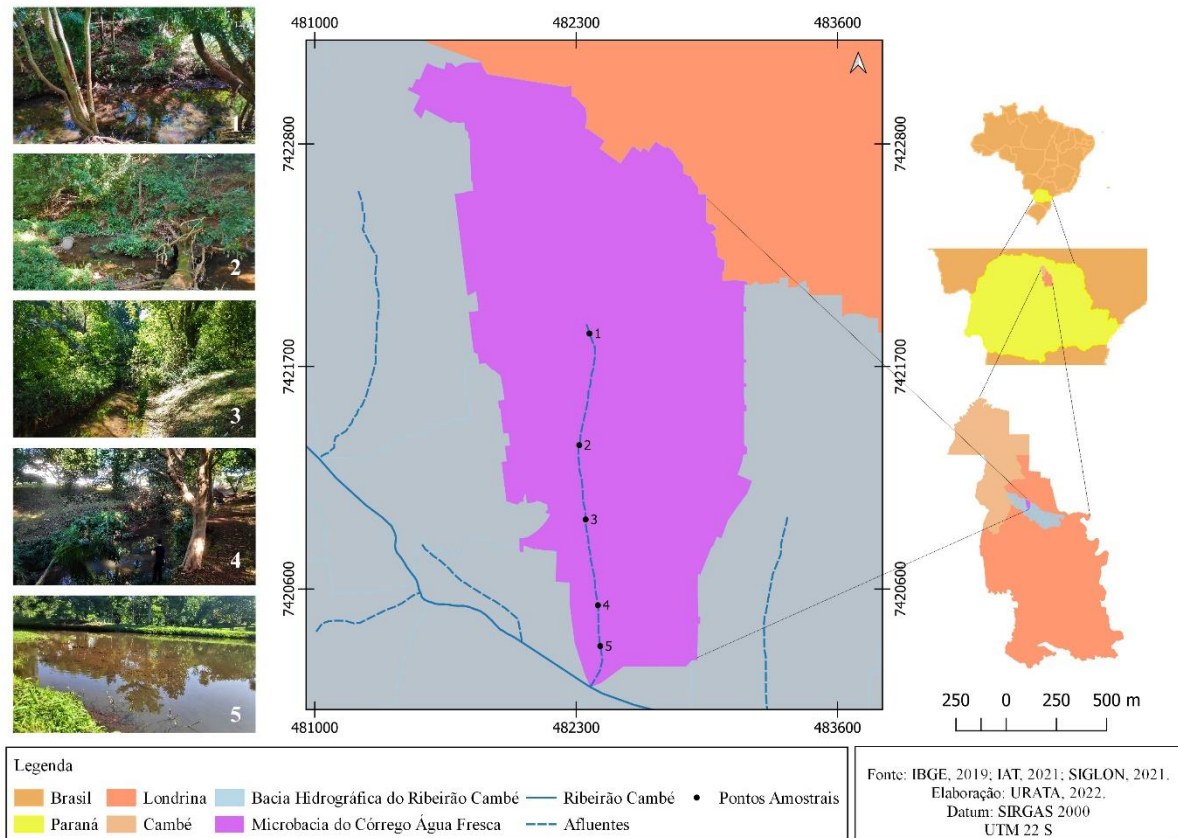 1
2
3
4
5
481000
482300
483600
7422800
7421700
7420600
7422800
7421700
7420600
481000
482300
483600
1
2
3
4
5
250 0 250 500 m
Legenda
Brasil
Londrina
Bacia Hidrográfica do Ribeirão Cambé
Ribeirão Cambé
Pontos Amostrais
Paraná
Cambé
Microbacia do Córrego Água Fresca
Afluentes
Fonte: IBGE, 2019; IAT, 2021; SIGLON, 2021.
Elaboração: URATA, 2022.
Datum: SIRGAS 2000
UTM 22 S